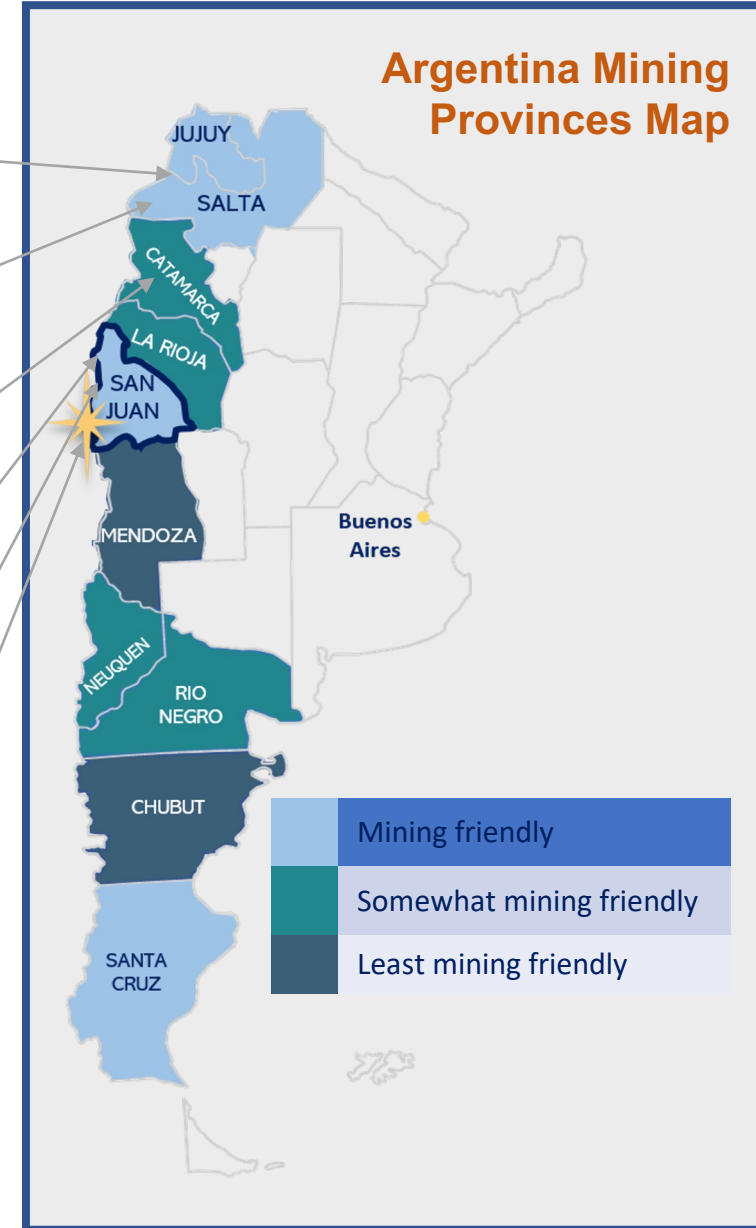 Argentina Mining
Provinces Map
JUJUY
SALTA
CATAMARCA
LA RIOJA
SAN
JUAN
MENDOZA
Buenos
Aires
NEUQUEN
RIO
NEGRO
CHUBUT
Mining friendly
Somewhat mining friendly
Least mining friendly
SANTA
CRUZ